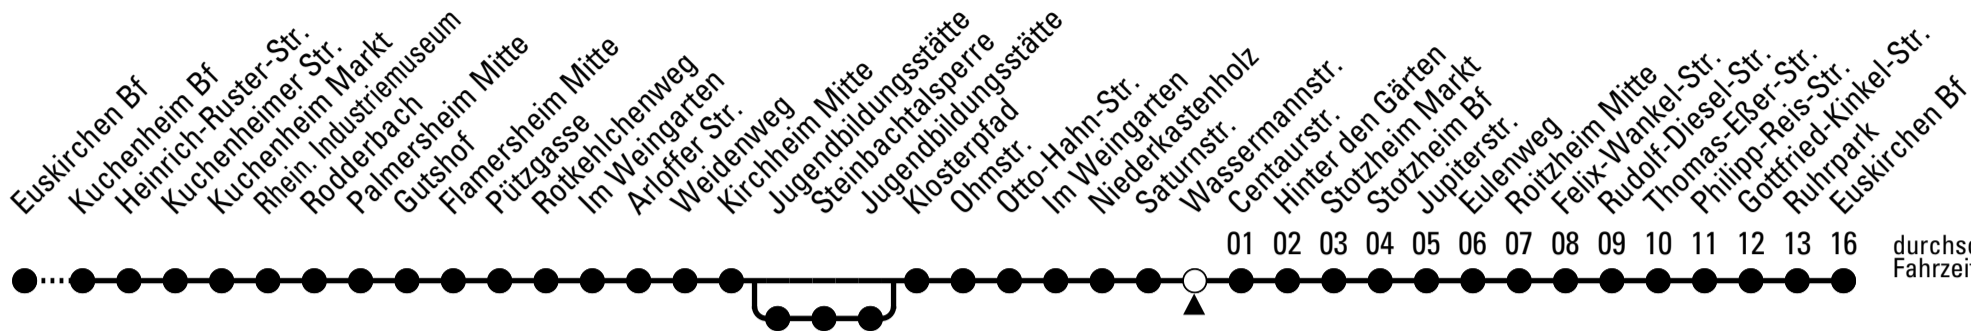 Euskirchen Bf
Kuchenheim Bf
Heinrich-Ruster-Str.
Kuchenheimer Str.
Kuchenheim Markt
Rhein. Industriemuseum
Rodderbach
Palmersheim Mitte
Gutshof
Flamersheim Mitte
Pützgasse
Rotkehlchenweg
Im Weingarten
Arloffer Str.
Weidenweg
Kirchheim Mitte
Jugendbildungsstätte
Steinbachtalsperre
Jugendbildungsstätte
Klosterpfad
Ohmstr.
Otto-Hahn-Str.
Im Weingarten
Niederkastenholz
Saturnstr.
Wassermannstr.
Centaurstr.
Hinter den Gärten
Stotzheim Markt
Stotzheim Bf
Jupiterstr.
Eulenweg
Roitzheim Mitte
Felix-Wankel-Str.
Rudolf-Diesel-Str.
Thomas-Eßer-Str.
Philipp-Reis-Str.
Gottfried-Kinkel-Str.
Ruhrpark
Euskirchen Bf
01 02 03 04 05 06 07 08 09 10 11 12 13 16